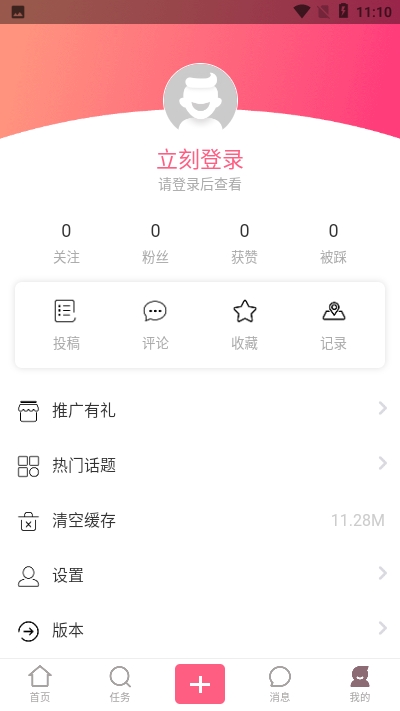 11:10
立刻登录
请登录后查看
0 0 0 0
关注 粉丝 获赞 被踩
投稿 评论 收藏 记录
推广有礼
热门话题
清空缓存 11.28M
设置
版本
首页 任务 消息 我的